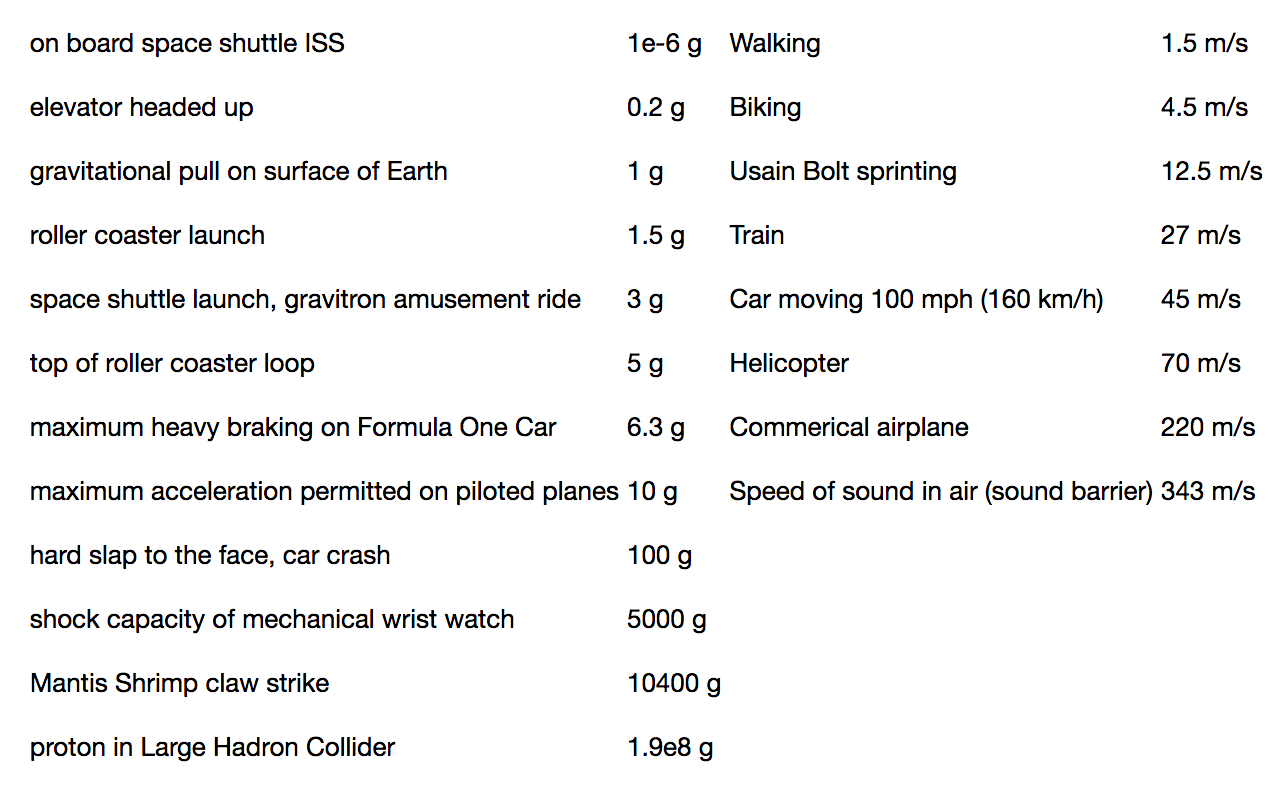 on board space shuttle ISS 1e-6 g Walking 1.5 m/s
elevator headed up 0.2 g Biking 4.5 m/s
gravitational pull on surface of Earth 1 g Usain Bolt sprinting 12.5 m/s
roller coaster launch 1.5 g Train 27 m/s
space shuttle launch, gravitron amusement ride 3 g Car moving 100 mph (160 km/h) 45 m/s
top of roller coaster loop 5 g Helicopter 70 m/s
maximum heavy braking on Formula One Car 6.3 g Commerical airplane 220 m/s
maximum acceleration permitted on piloted planes 10 g Speed of sound in air (sound barrier) 343 m/s
hard slap to the face, car crash 100 g
shock capacity of mechanical wrist watch 5000 g
Mantis Shrimp claw strike 10400 g
proton in Large Hadron Collider 1.9e8 g